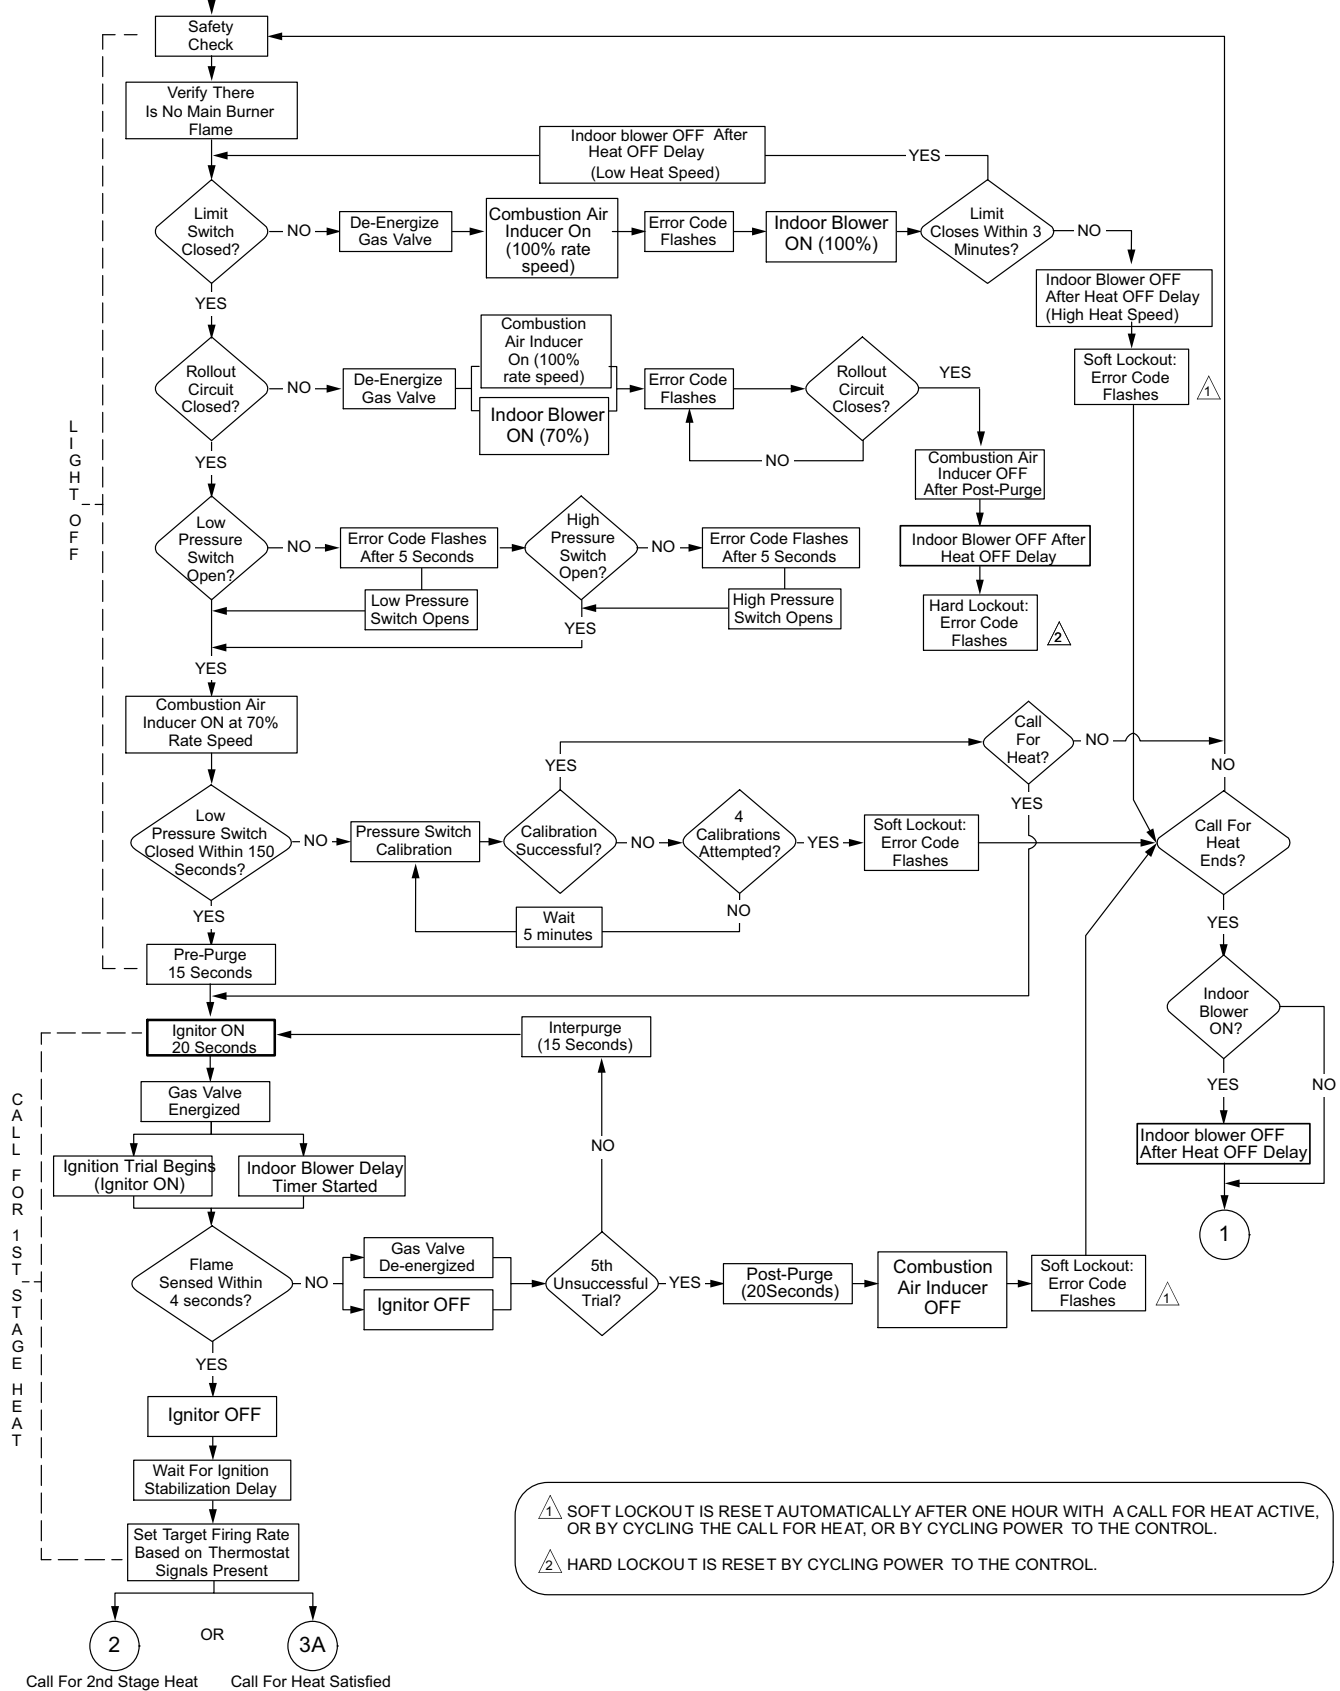 Safety
Check
Verify There
Is No Main Burner
Flame
Indoor blower OFF After
Heat OFF Delay
(Low Heat Speed)
YES
Limit
Switch
Closed?
NO
De-Energize
Gas Valve
Combustion Air
Inducer On
(100% rate
speed)
Error Code
Flashes
Indoor Blower
ON (100%)
Limit
Closes Within 3
Minutes?
NO
Indoor Blower OFF
After Heat OFF Delay
(High Heat Speed)
Soft Lockout:
Error Code
Flashes
1
YES
Rollout
Circuit
Closed?
NO
De-Energize
Gas Valve
Combustion
Air Inducer
On (100%
rate speed)
Indoor Blower
ON (70%)
Error Code
Flashes
Rollout
Circuit
Closes?
YES
NO
Combustion Air
Inducer OFF
After Post-Purge
Indoor Blower OFF After
Heat OFF Delay
Hard Lockout:
Error Code
Flashes
2
LIGHT OFF
YES
Low
Pressure
Switch
Open?
NO
Error Code Flashes
After 5 Seconds
Low Pressure
Switch Opens
High
Pressure
Switch
Open?
NO
Error Code Flashes
After 5 Seconds
High Pressure
Switch Opens
YES
YES
Combustion Air
Inducer ON at 70%
Rate Speed
Low
Pressure Switch
Closed Within 150
Seconds?
NO
Pressure Switch
Calibration
Calibration
Successful?
YES
NO
4
Calibrations
Attempted?
YES
NO
Wait
5 minutes
Soft Lockout:
Error Code
Flashes
Call
For
Heat?
NO
YES
NO
Call For
Heat
Ends?
YES
Indoor
Blower
ON?
YES
NO
Indoor blower OFF
After Heat OFF Delay
1
YES
Pre-Purge
15 Seconds
Ignitor ON
20 Seconds
Interpurge
(15 Seconds)
CALL FOR 1ST STAGE HEAT
Gas Valve
Energized
Ignition Trial Begins
(Ignitor ON)
Indoor Blower Delay
Timer Started
Flame
Sensed Within
4 seconds?
NO
Gas Valve
De-energized
Ignitor OFF
5th
Unsuccessful
Trial?
NO
YES
Post-Purge
(20Seconds)
Combustion
Air Inducer
OFF
Soft Lockout:
Error Code
Flashes
1
YES
Ignitor OFF
Wait For Ignition
Stabilization Delay
Set Target Firing Rate
Based on Thermostat
Signals Present
2
OR
3A
Call For 2nd Stage Heat
Call For Heat Satisfied
1 SOFT LOCKOUT IS RESET AUTOMATICALLY AFTER ONE HOUR WITH A CALL FOR HEAT ACTIVE,
OR BY CYCLING THE CALL FOR HEAT, OR BY CYCLING POWER TO THE CONTROL.
2 HARD LOCKOUT IS RESET BY CYCLING POWER TO THE CONTROL.